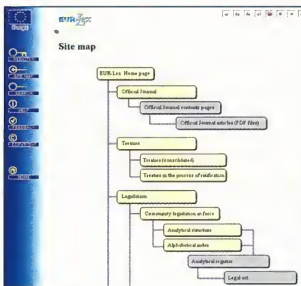 EUR-Lex
Site map
EUR-Lex Home page
Official Journal
Official Journal contents pages
Official Journal articles (PDF files)
Treaties
Treaties (consolidated)
Treaties in the process of ratification
Legislation
Community legislation in force
Analytical structure
Alphabetical index
Analytical register
Legal act